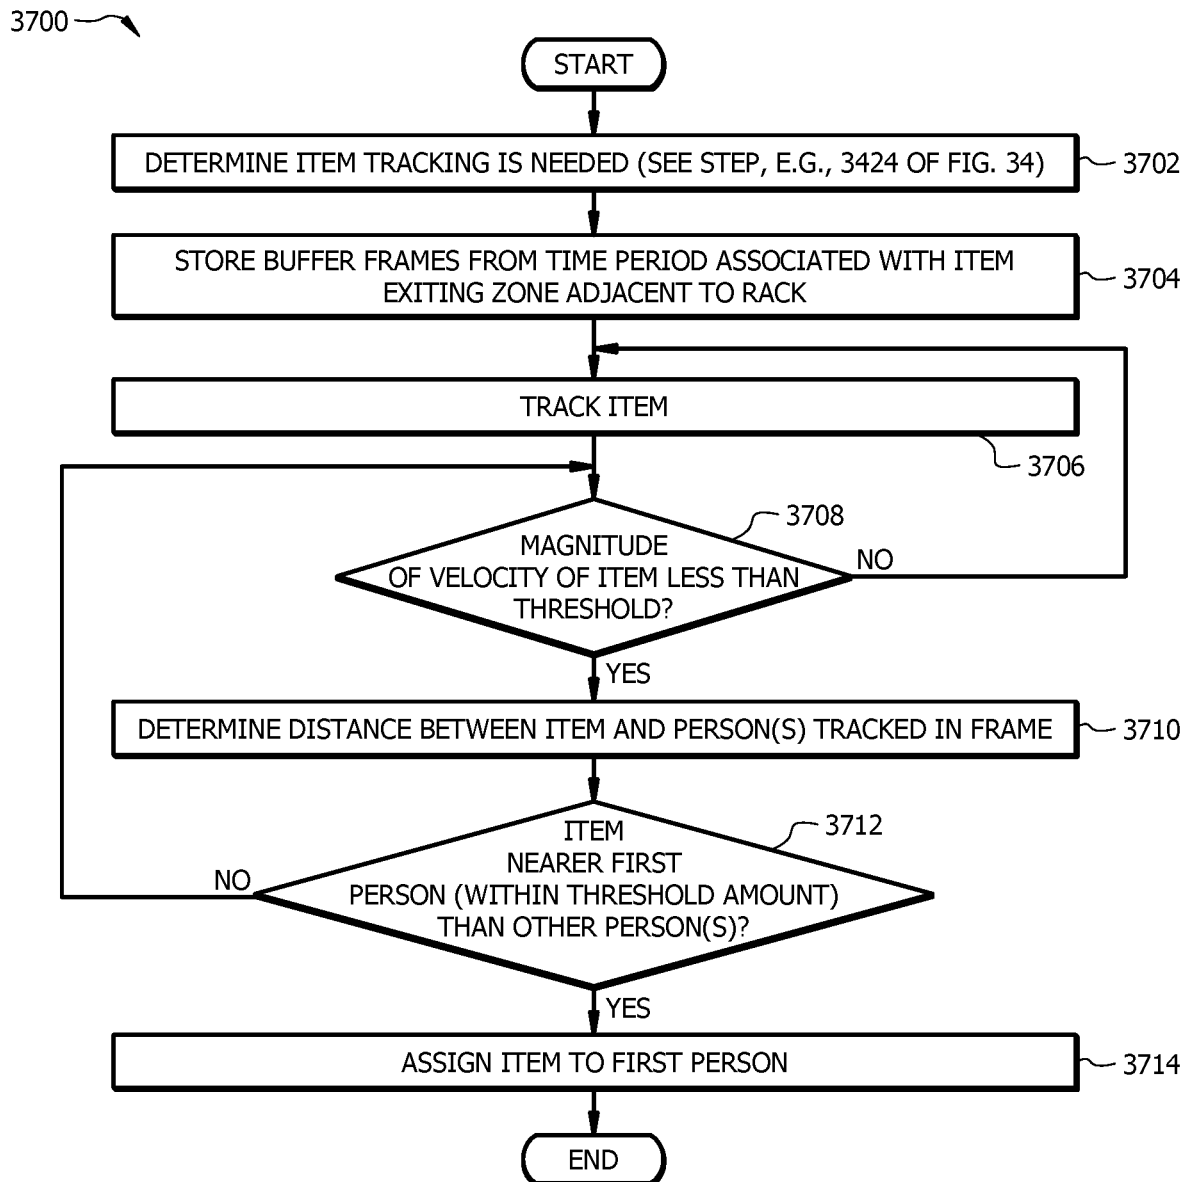 3700
START
DETERMINE ITEM TRACKING IS NEEDED (SEE STEP, E.G., 3424 OF FIG. 34)
3702
STORE BUFFER FRAMES FROM TIME PERIOD ASSOCIATED WITH ITEM
EXITING ZONE ADJACENT TO RACK
3704
TRACK ITEM
3706
3708
MAGNITUDE
OF VELOCITY OF ITEM LESS THAN
THRESHOLD?
NO
YES
DETERMINE DISTANCE BETWEEN ITEM AND PERSON(S) TRACKED IN FRAME
3710
3712
ITEM
NEARER FIRST
PERSON (WITHIN THRESHOLD AMOUNT)
THAN OTHER PERSON(S)?
NO
YES
ASSIGN ITEM TO FIRST PERSON
3714
END